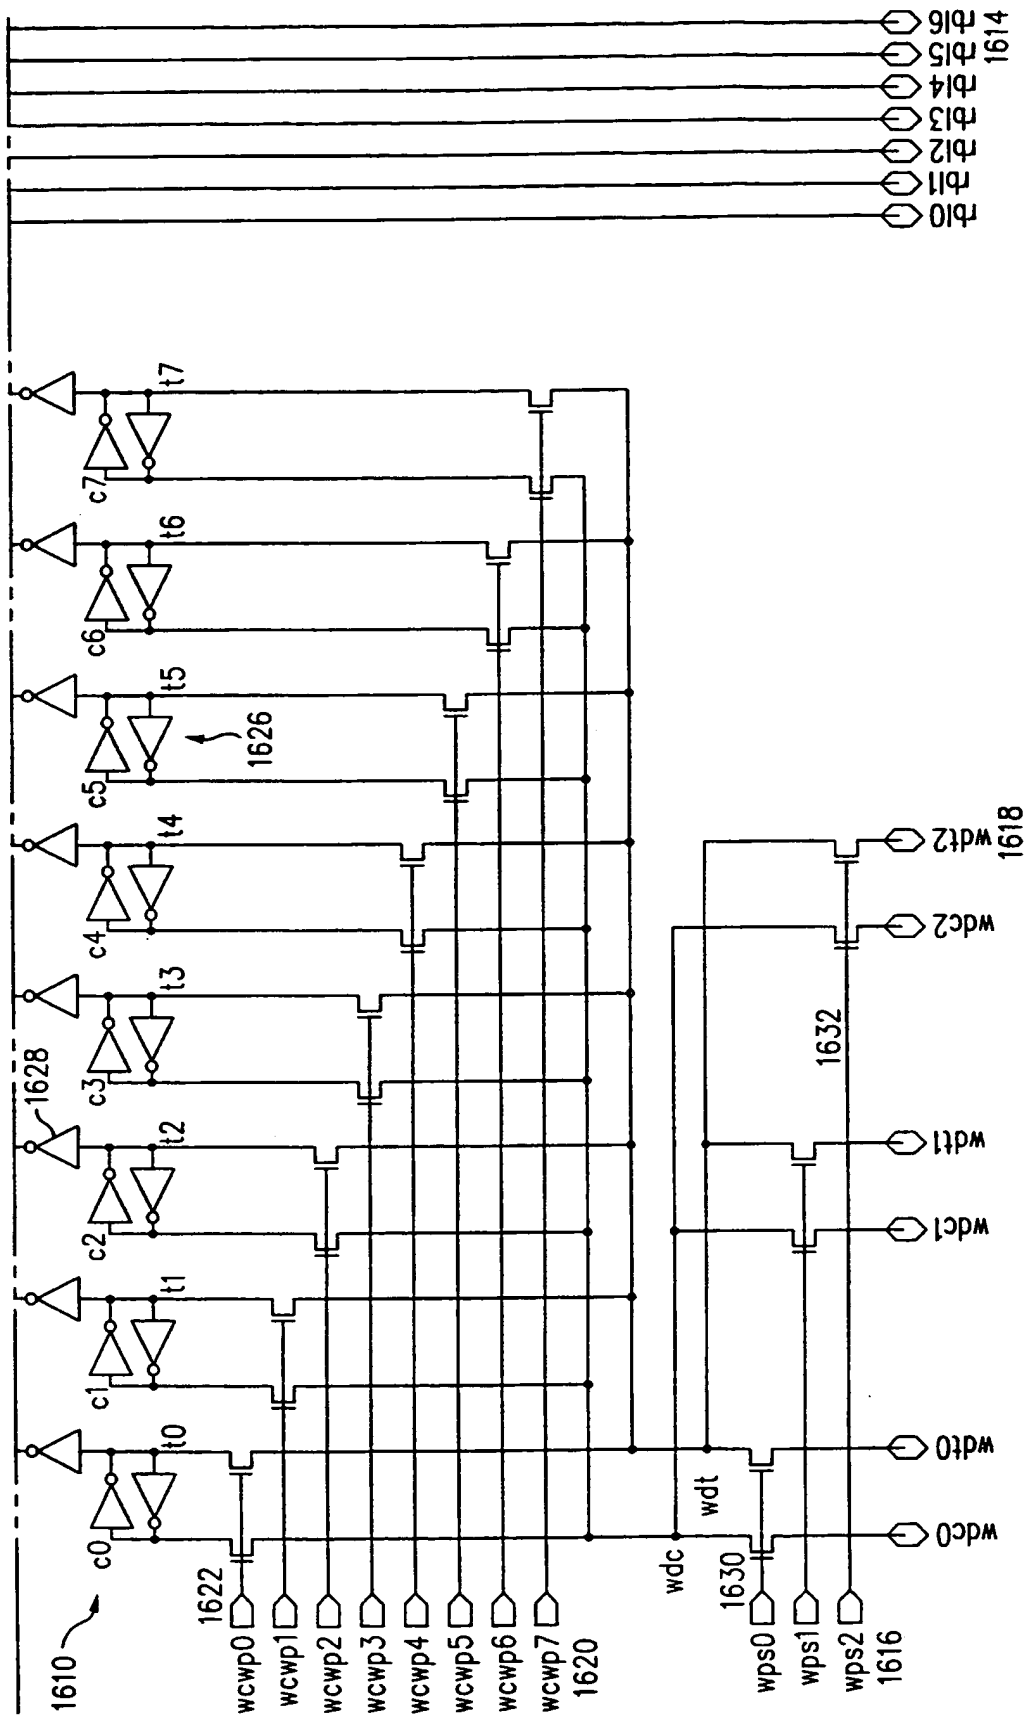 1610
c0
t0
c1
t1
c2
t2
1628
c3
t3
c4
t4
c5
t5
1626
c6
t6
c7
t7
1622
wcwp0
wcwp1
wcwp2
wcwp3
wcwp4
wcwp5
wcwp6
wcwp7
1620
wdc
wdt
1630
wps0
wps1
wps2
1616
1632
wdc0
wdt0
wdc1
wdt1
wdc2
wdt2
1618
rbl0
rbl1
rbl2
rbl3
rbl4
rbl5
rbl6
1614